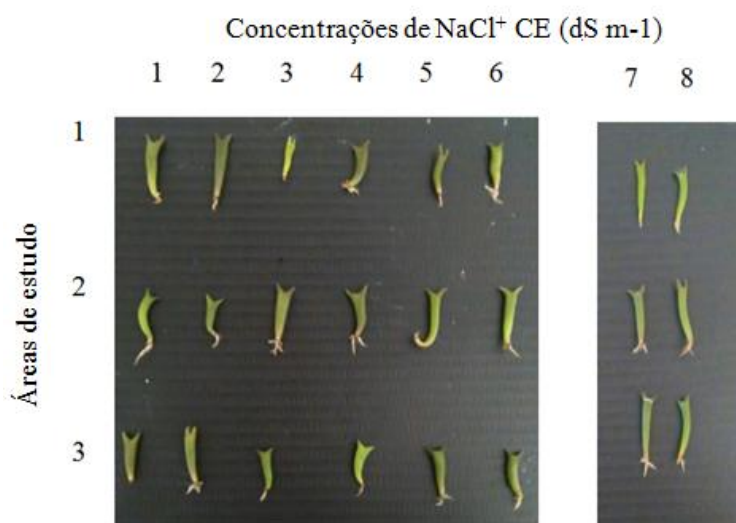 Concentrações de NaCl⁺ CE (dS m-1)
1 2 3 4 5 6 7 8
1
2
3
Áreas de estudo